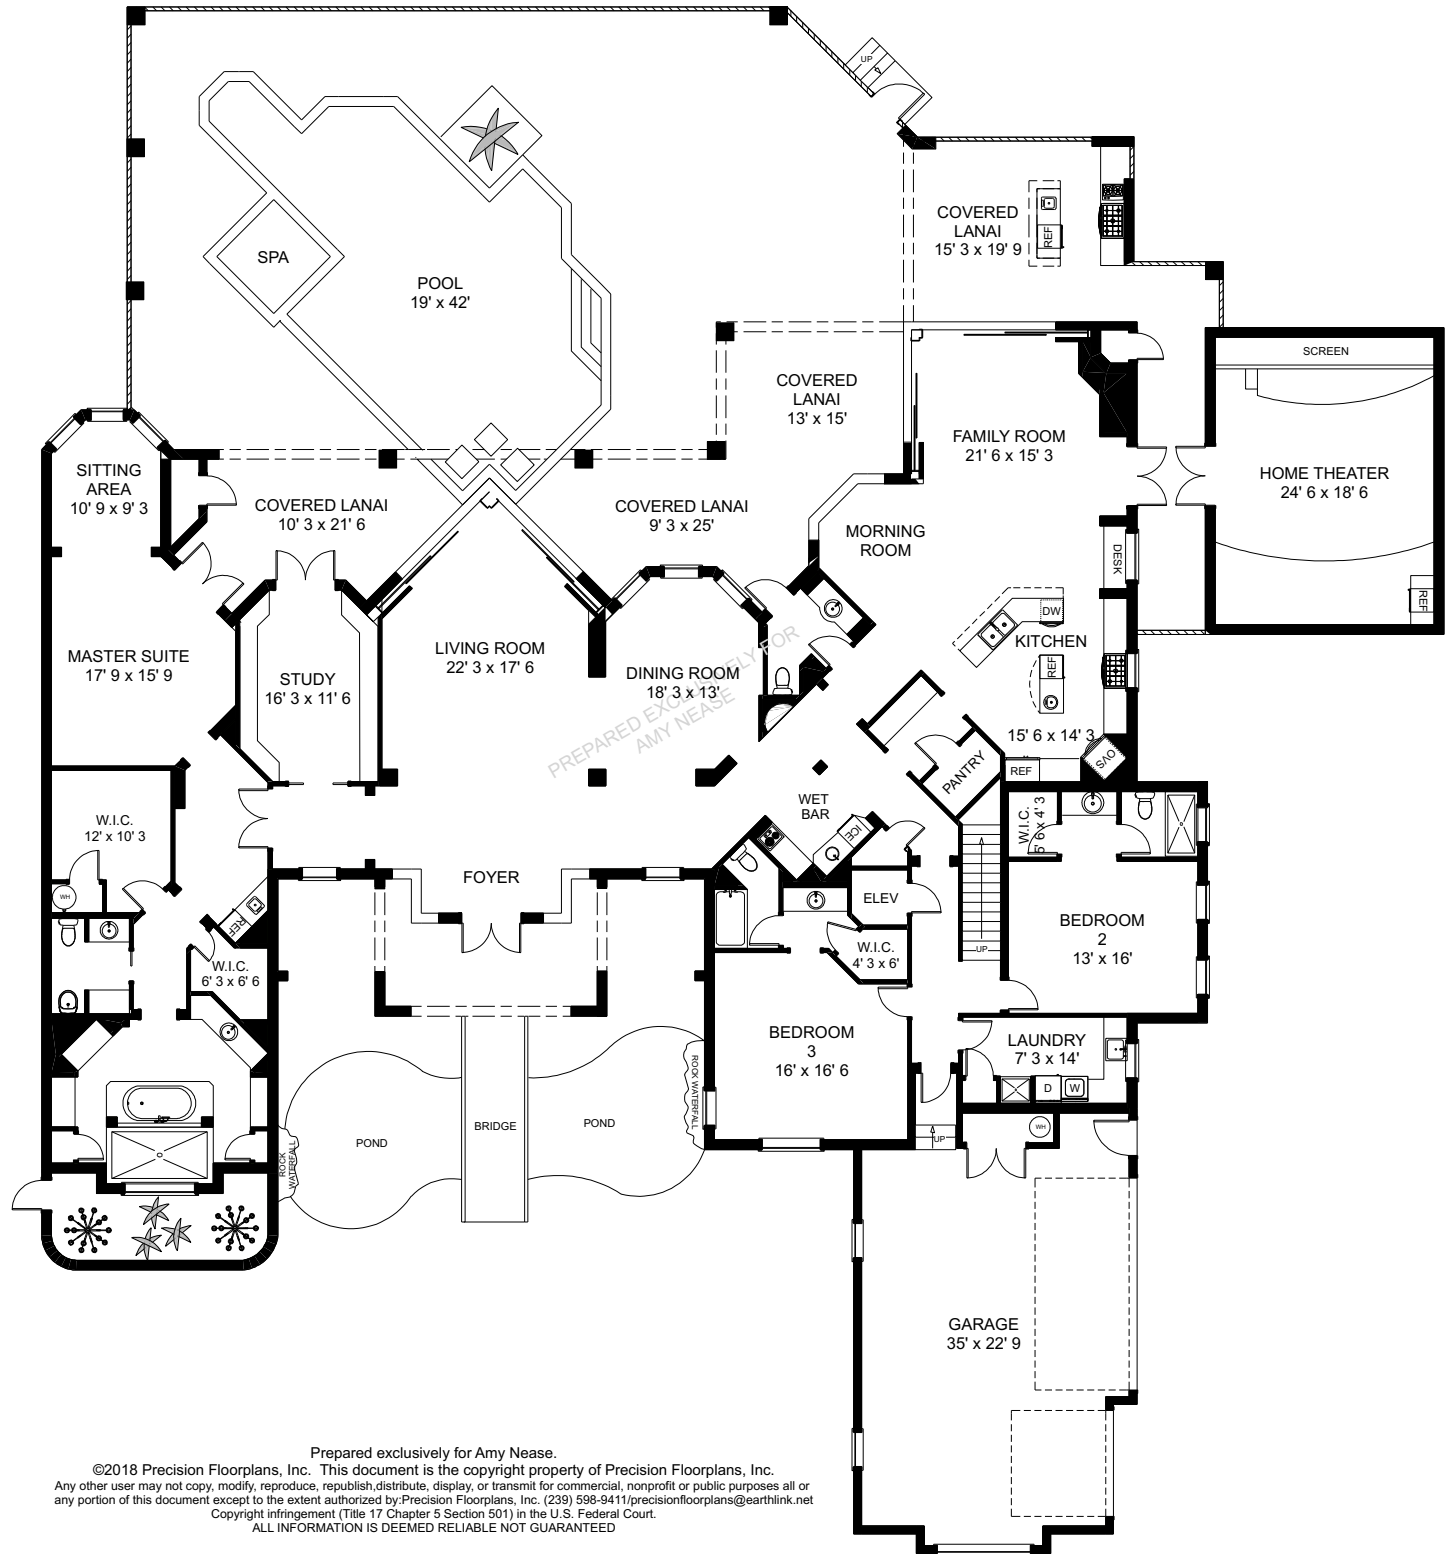 UP
COVERED
LANAI
15' 3 x 19' 9
REF
SPA
POOL
19' x 42'
SCREEN
COVERED
LANAI
13' x 15'
FAMILY ROOM
21' 6 x 15' 3
HOME THEATER
24' 6 x 18' 6
REF
SITTING
AREA
10' 9 x 9' 3
COVERED LANAI
10' 3 x 21' 6
COVERED LANAI
9' 3 x 25'
MORNING
ROOM
DESK
DW
KITCHEN
REF
15' 6 x 14' 3
OVS
REF
MASTER SUITE
17' 9 x 15' 9
STUDY
16' 3 x 11' 6
LIVING ROOM
22' 3 x 17' 6
DINING ROOM
18' 3 x 13'
PREPARED EXCLUSIVELY FOR
AMY NEASE
PANTRY
WET
BAR
ICE
W.I.C.
12' x 10' 3
WH
REF
W.I.C.
6' 3 x 6' 6
FOYER
ELEV
W.I.C.
4' 3 x 6'
UP
W.I.C.
5' 6 x 4' 3
BEDROOM
2
13' x 16'
BEDROOM
3
16' x 16' 6
LAUNDRY
7' 3 x 14'
D
W
UP
WH
ROCK WATERFALL
POND
BRIDGE
POND
ROCK
WATERFALL
GARAGE
35' x 22' 9
Prepared exclusively for Amy Nease.
©2018 Precision Floorplans, Inc. This document is the copyright property of Precision Floorplans, Inc.
Any other user may not copy, modify, reproduce, republish,distribute, display, or transmit for commercial, nonprofit or public purposes all or
any portion of this document except to the extent authorized by:Precision Floorplans, Inc. (239) 598-9411/precisionfloorplans@earthlink.net
Copyright infringement (Title 17 Chapter 5 Section 501) in the U.S. Federal Court.
ALL INFORMATION IS DEEMED RELIABLE NOT GUARANTEED